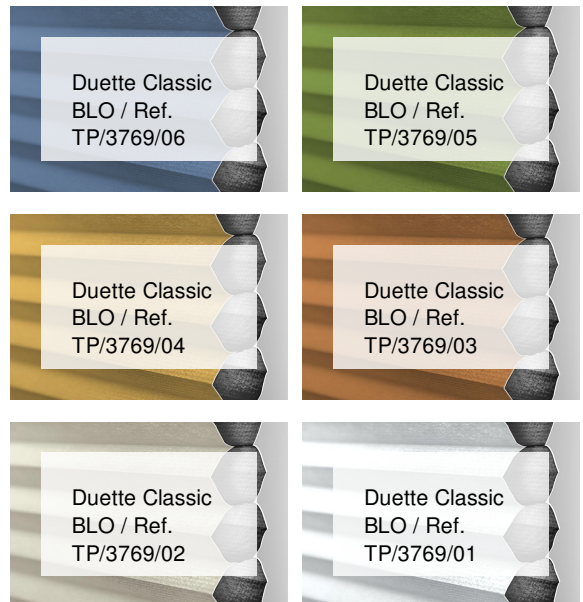 Duette Classic
BLO / Ref.
TP/3769/06
Duette Classic
BLO / Ref.
TP/3769/05
Duette Classic
BLO / Ref.
TP/3769/04
Duette Classic
BLO / Ref.
TP/3769/03
Duette Classic
BLO / Ref.
TP/3769/02
Duette Classic
BLO / Ref.
TP/3769/01